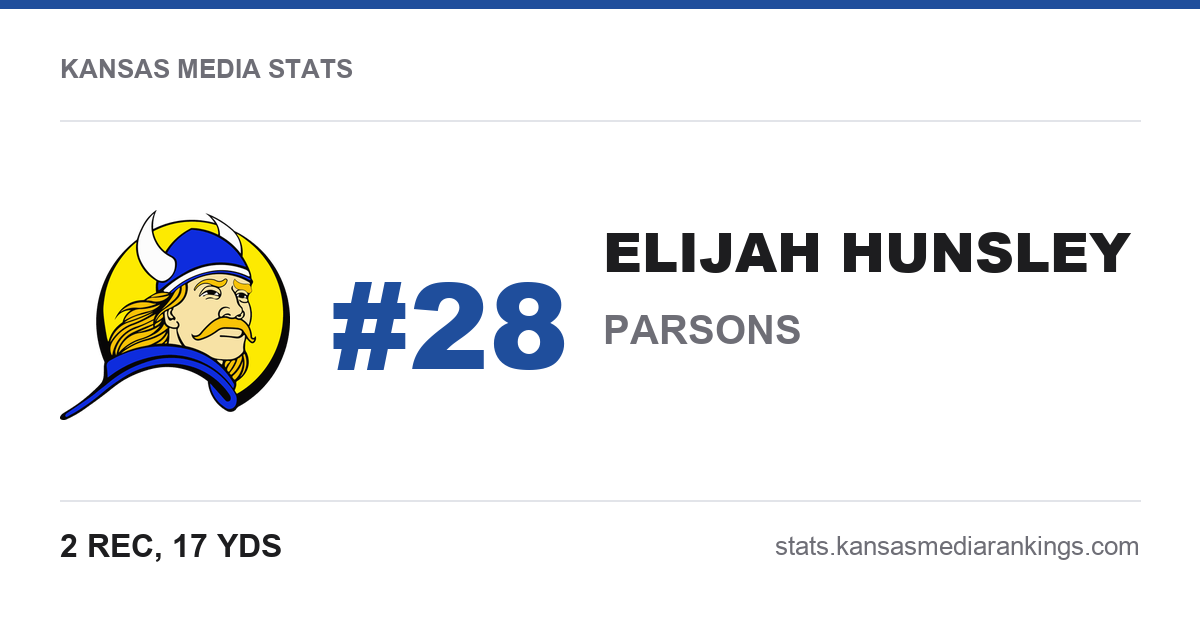 KANSAS MEDIA STATS
#28
ELIJAH HUNSLEY
PARSONS
2 REC, 17 YDS
stats.kansasmediarankings.com